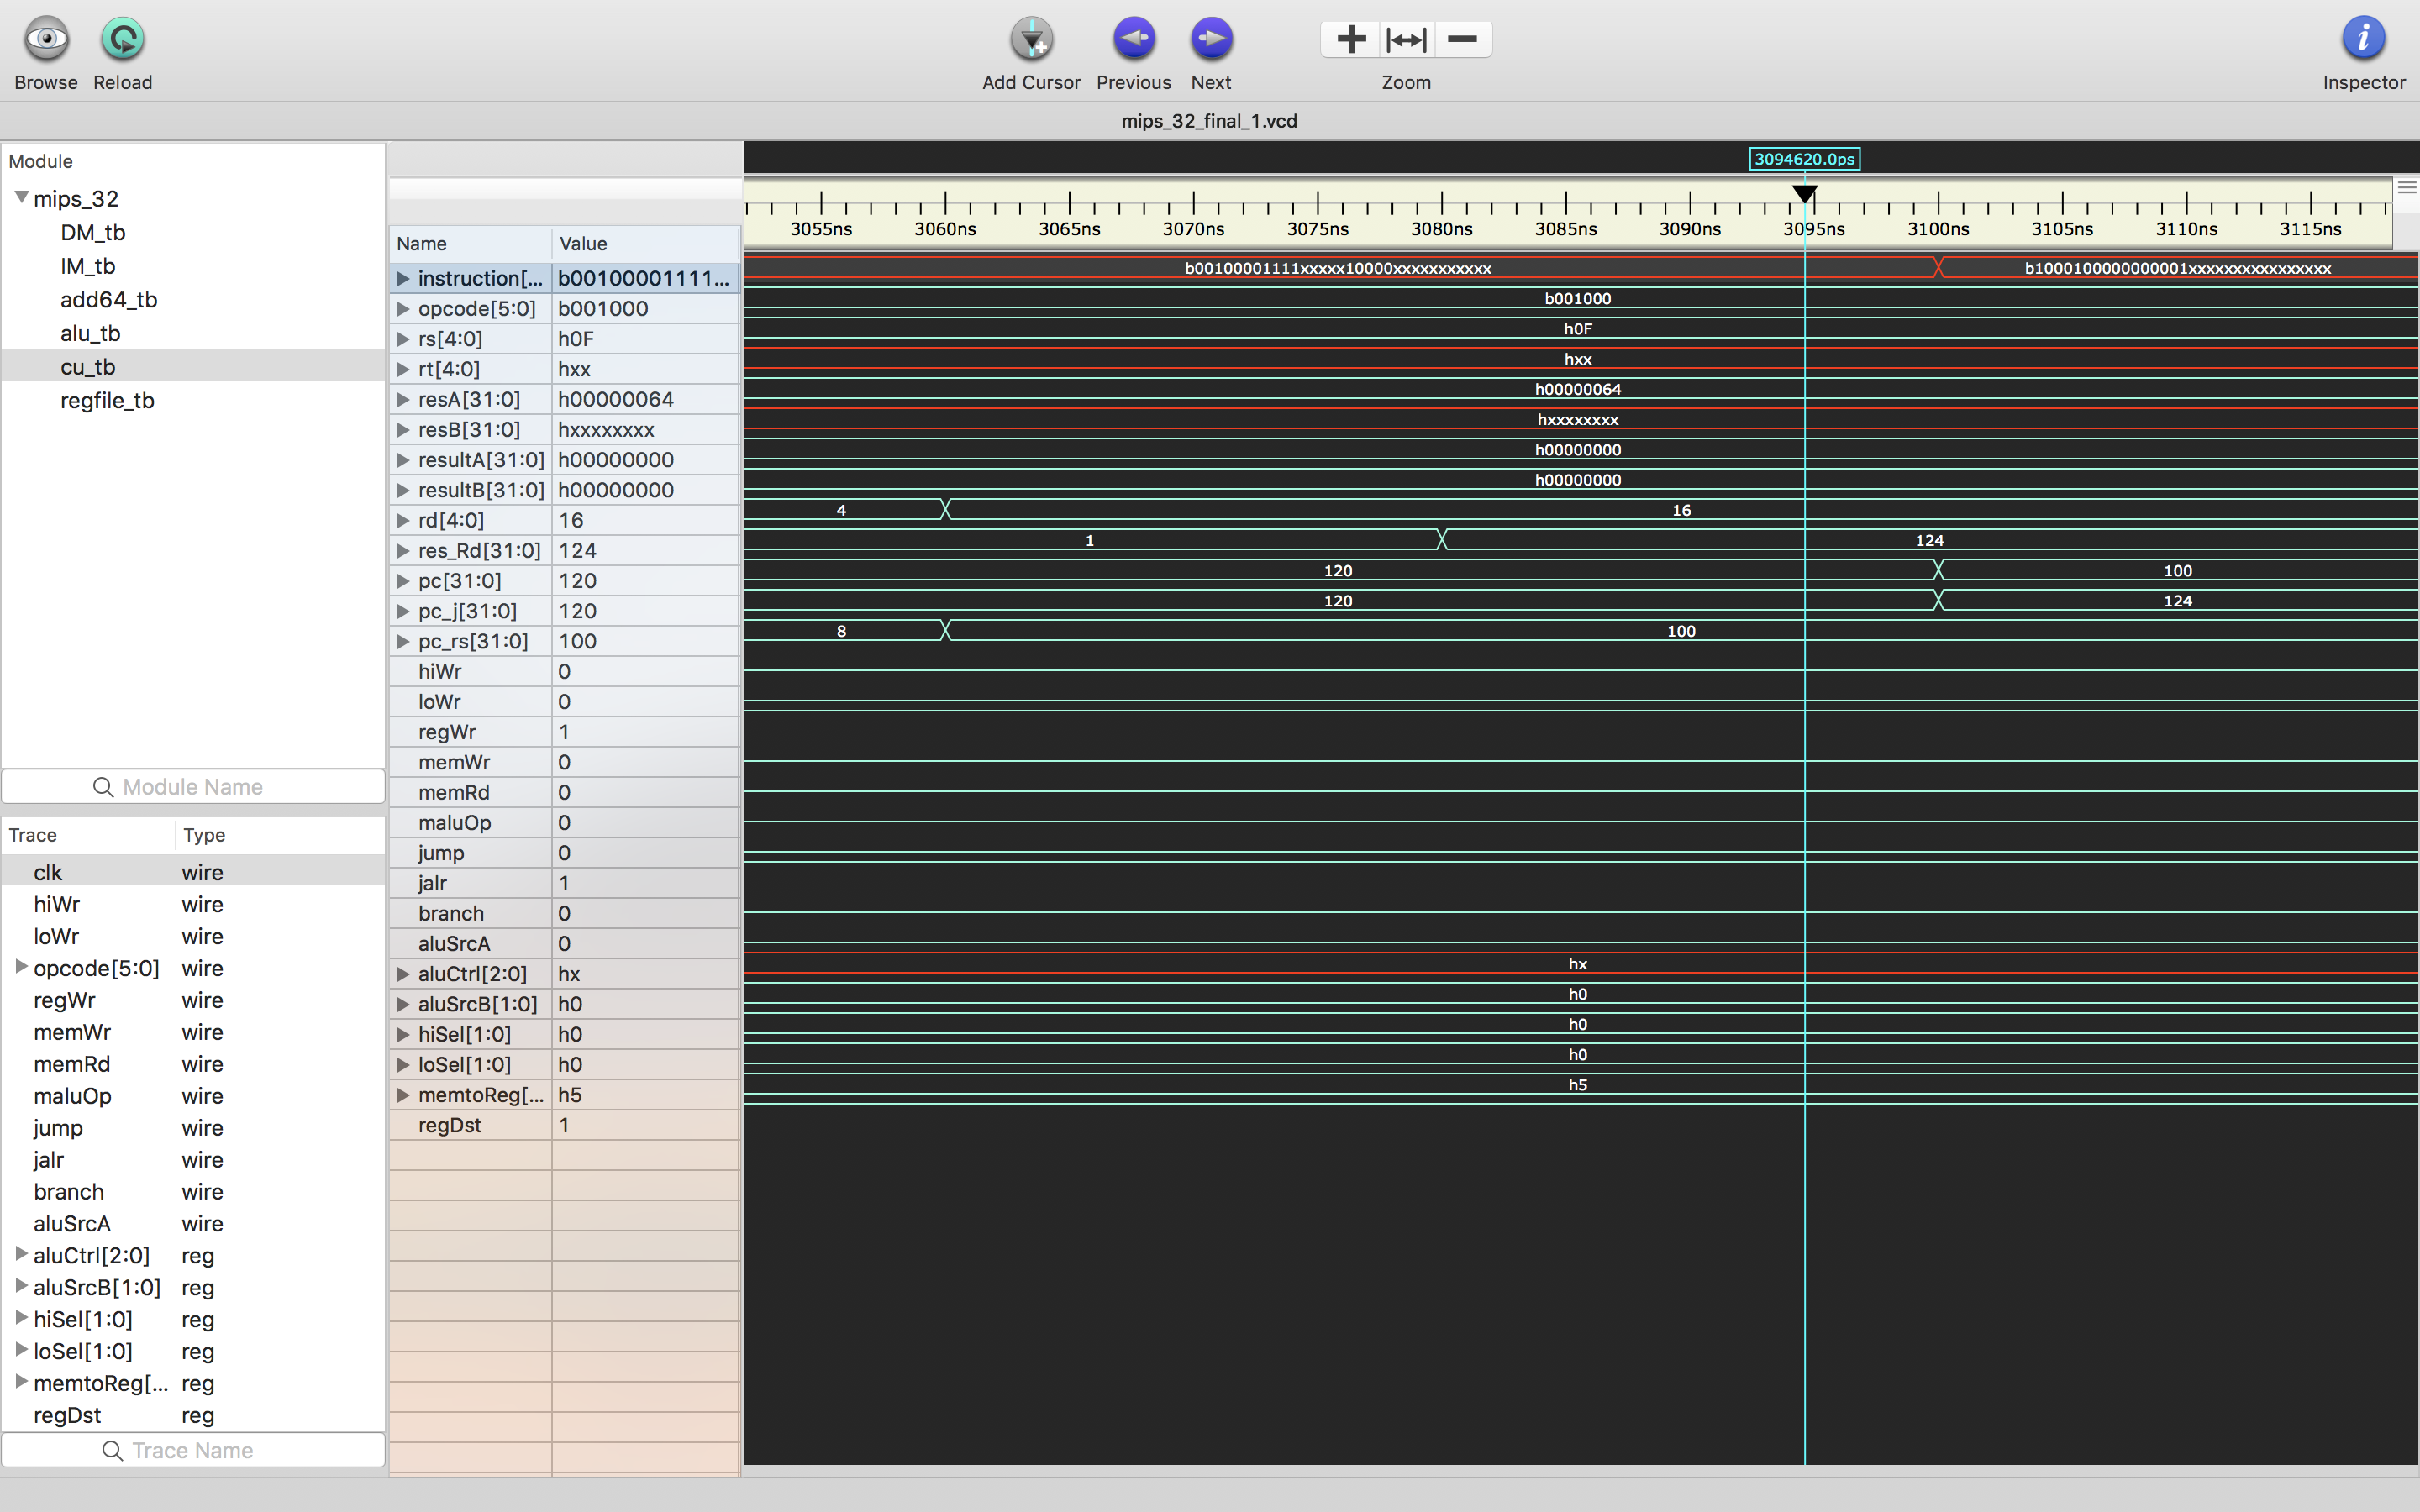 Browse Reload Add Cursor Previous Next Zoom i Inspector
mips_32_final_1.vcd
Module
mips_32
DM_tb
IM_tb
add64_tb
alu_tb
cu_tb
regfile_tb
Module Name
Trace Type
clk wire
hiWr wire
loWr wire
opcode[5:0] wire
regWr wire
memWr wire
memRd wire
maluOp wire
jump wire
jalr wire
branch wire
aluSrcA wire
aluCtrl[2:0] reg
aluSrcB[1:0] reg
hiSel[1:0] reg
loSel[1:0] reg
memtoReg[... reg
regDst reg
Trace Name
3094620.0ps
3055ns 3060ns 3065ns 3070ns 3075ns 3080ns 3085ns 3090ns 3095ns 3100ns 3105ns 3110ns 3115ns
Name Value
instruction[... b00100001111... b00100001111xxxxx10000xxxxxxxxxxx b1000100000000001xxxxxxxxxxxxxxxx
opcode[5:0] b001000 b001000
rs[4:0] h0F h0F
rt[4:0] hxx hxx
resA[31:0] h00000064 h00000064
resB[31:0] hxxxxxxxx hxxxxxxxx
resultA[31:0] h00000000 h00000000
resultB[31:0] h00000000 h00000000
rd[4:0] 16 4 16
res_Rd[31:0] 124 1 124
pc[31:0] 120 120 100
pc_j[31:0] 120 120 124
pc_rs[31:0] 100 8 100
hiWr 0
loWr 0
regWr 1
memWr 0
memRd 0
maluOp 0
jump 0
jalr 1
branch 0
aluSrcA 0
aluCtrl[2:0] hx hx
aluSrcB[1:0] h0 h0
hiSel[1:0] h0 h0
loSel[1:0] h0 h0
memtoReg[... h5 h5
regDst 1